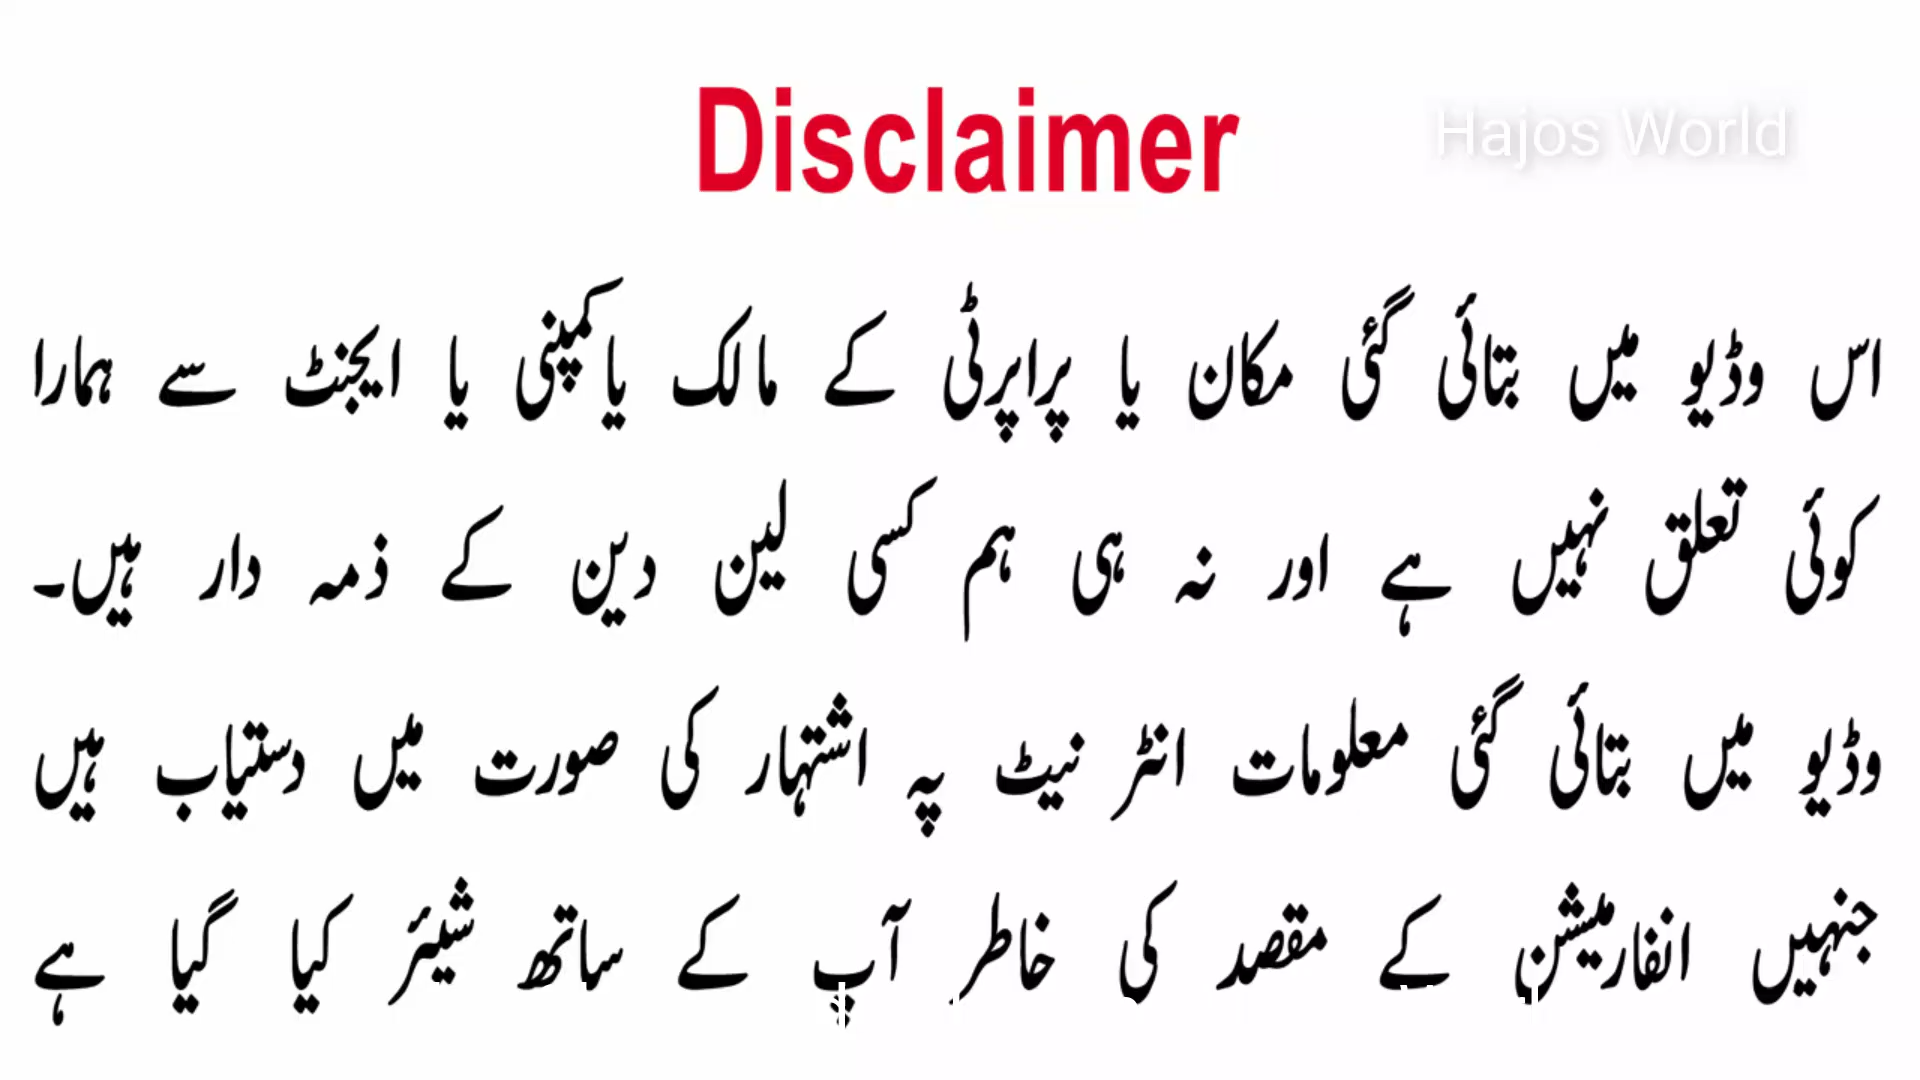 Disclaimer
Hajos World
اس وڈیو میں بتائی گئی مکان یا پراپرٹی کے مالک یا کمپنی یا ایجنٹ سے ہمارا
کوئی تعلق نہیں ہے اور نہ ہی ہم کسی لین دین کے ذمہ دار ہیں۔
وڈیو میں بتائی گئی معلومات انٹر نیٹ پہ اشتہار کی صورت میں دستیاب ہیں
جنہیں انفارمیشن کے مقصد کی خاطر آپ کے ساتھ شیئر کیا گیا ہے